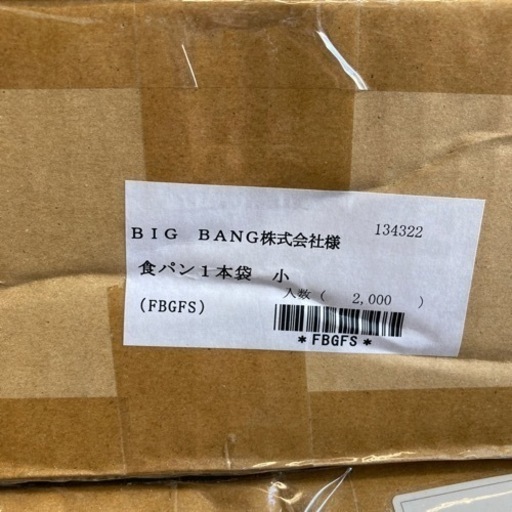 BIG BANG株式会社様 134322
食パン1本袋 小
入数( 2,000 )
(FBGFS)
*FBGFS*